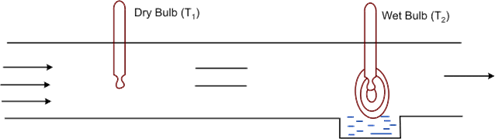 Dry Bulb (T₁)
Wet Bulb (T₂)